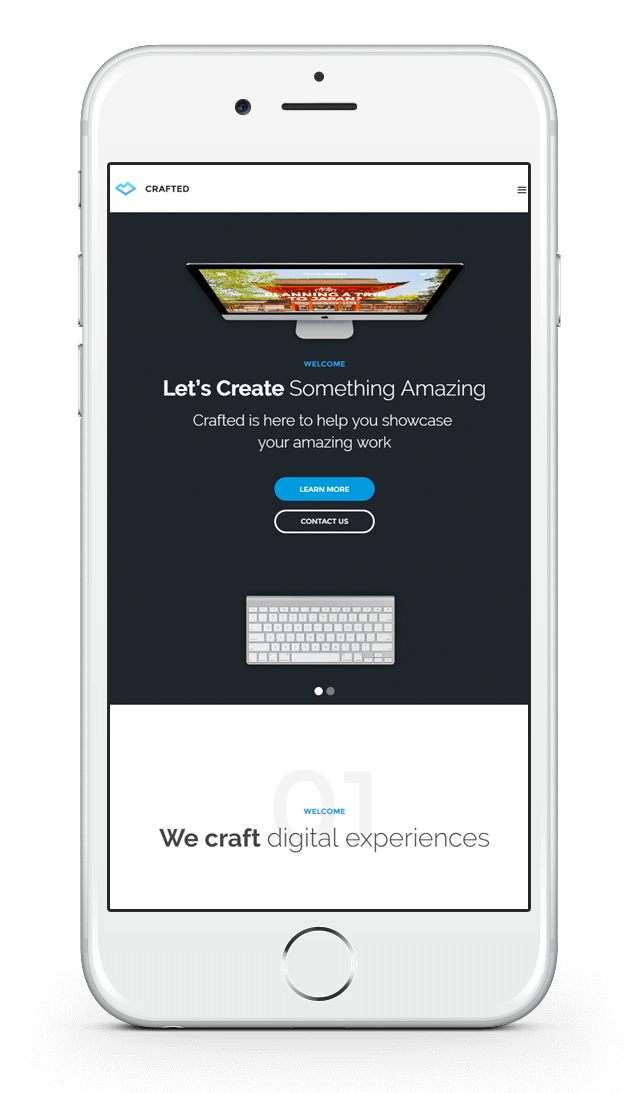 CRAFTED
PLANNING A TRIP
TO JAPAN?
WELCOME
Let's Create Something Amazing
Crafted is here to help you showcase
your amazing work
LEARN MORE
CONTACT US
01
WELCOME
We craft digital experiences